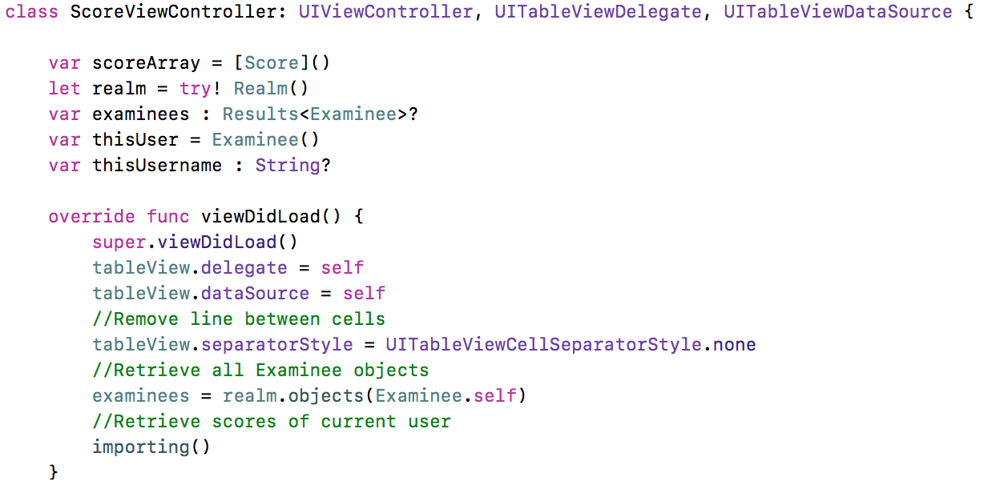 class ScoreViewController: UIViewController, UITableViewDelegate, UITableViewDataSource {
    var scoreArray = [Score]()
    let realm = try! Realm()
    var examinees : Results<Examinee>?
    var thisUser = Examinee()
    var thisUsername : String?
    override func viewDidLoad() {
        super.viewDidLoad()
        tableView.delegate = self
        tableView.dataSource = self
        //Remove line between cells
        tableView.separatorStyle = UITableViewCellSeparatorStyle.none
        //Retrieve all Examinee objects
        examinees = realm.objects(Examinee.self)
        //Retrieve scores of current user
        importing()
    }